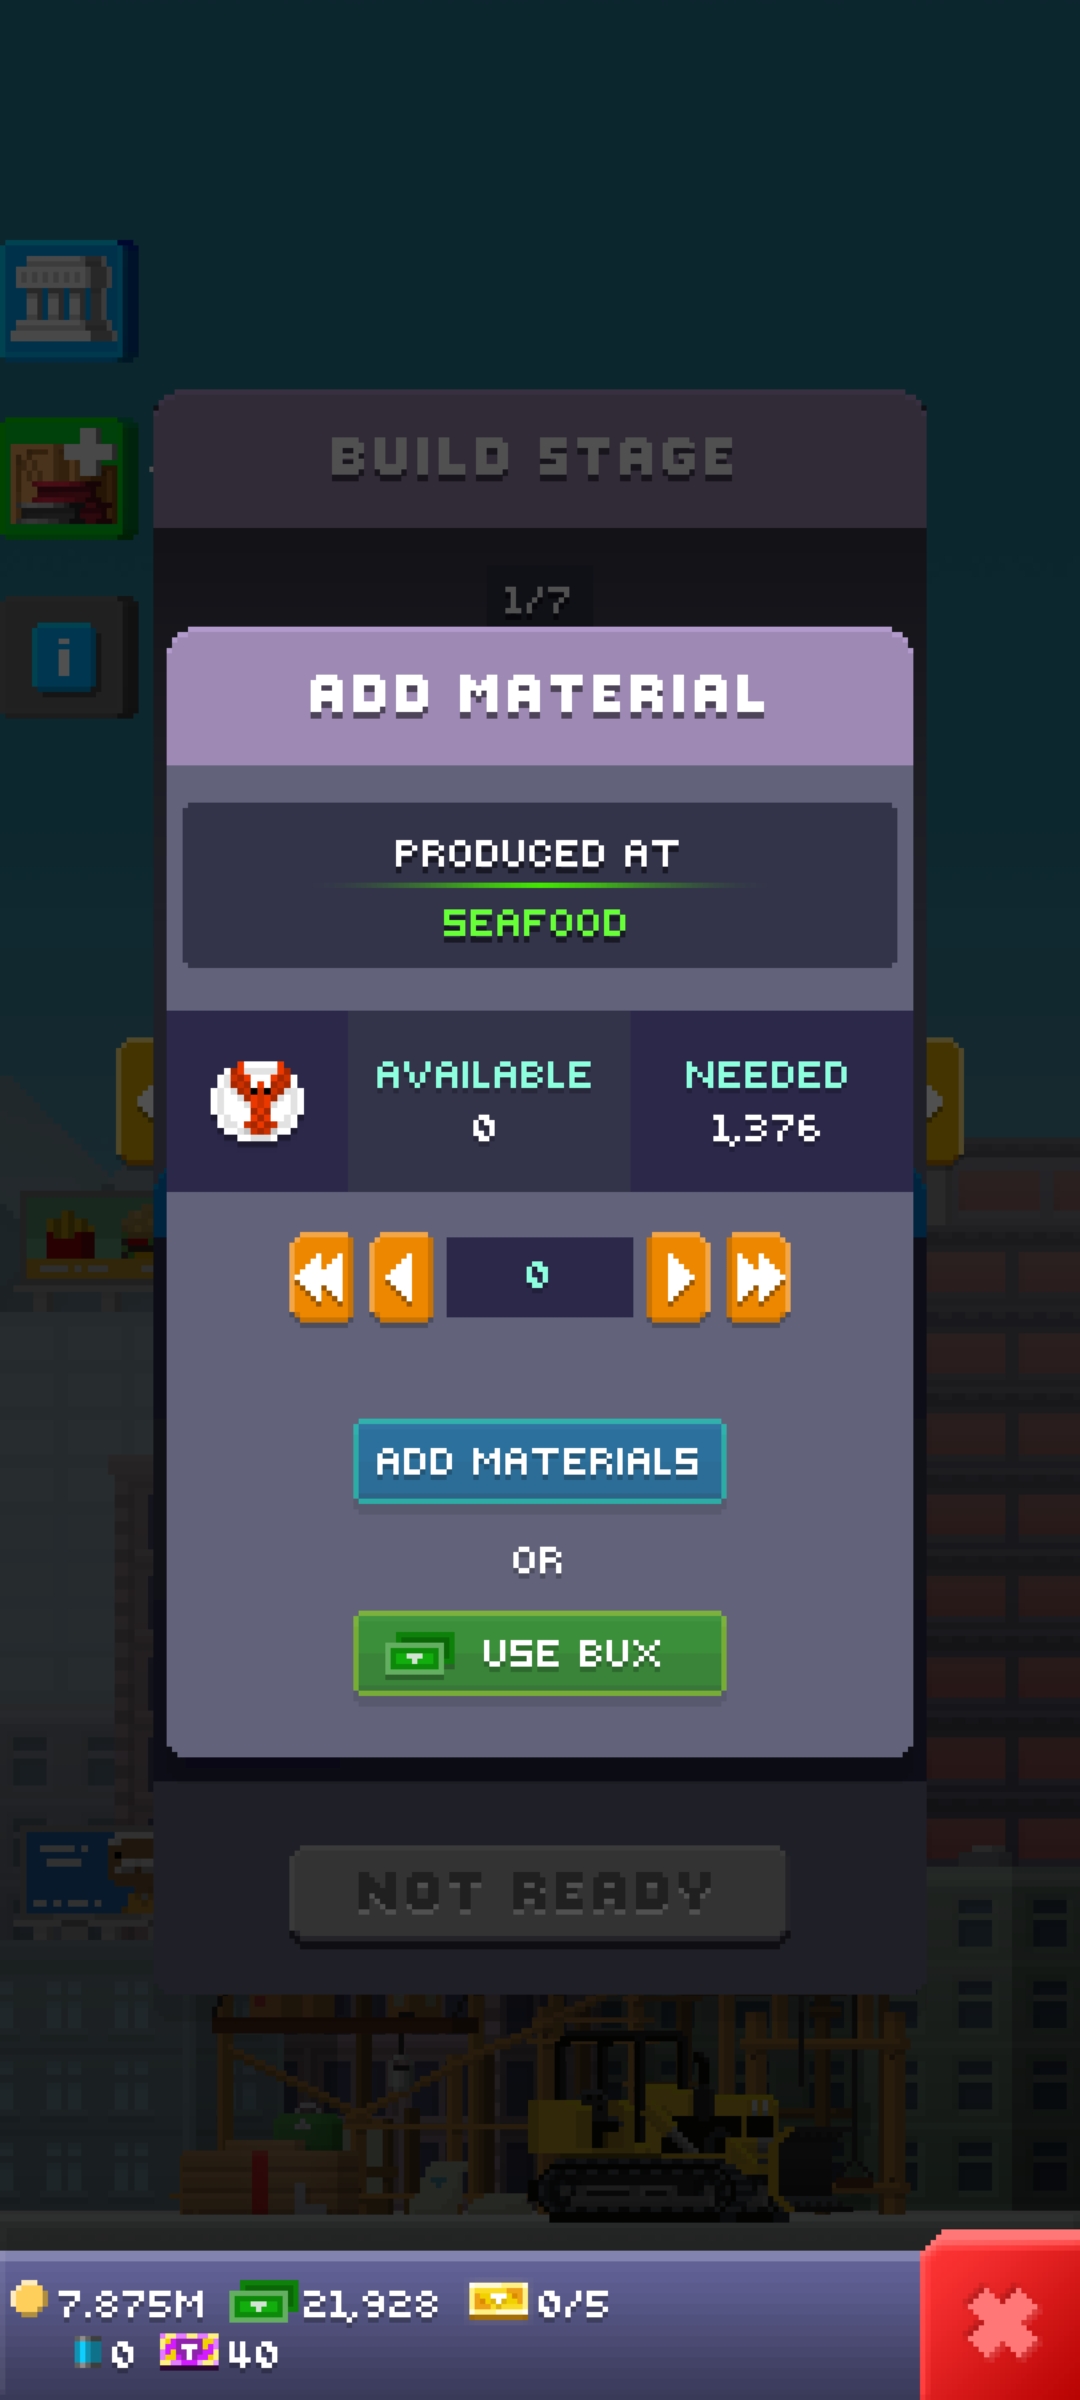 BUILD STAGE
1/7
ADD MATERIAL
PRODUCED AT
SEAFOOD
AVAILABLE
0
NEEDED
1,376
0
ADD MATERIALS
OR
USE BUX
NOT READY
7.875M 21,928 0/5
0 40